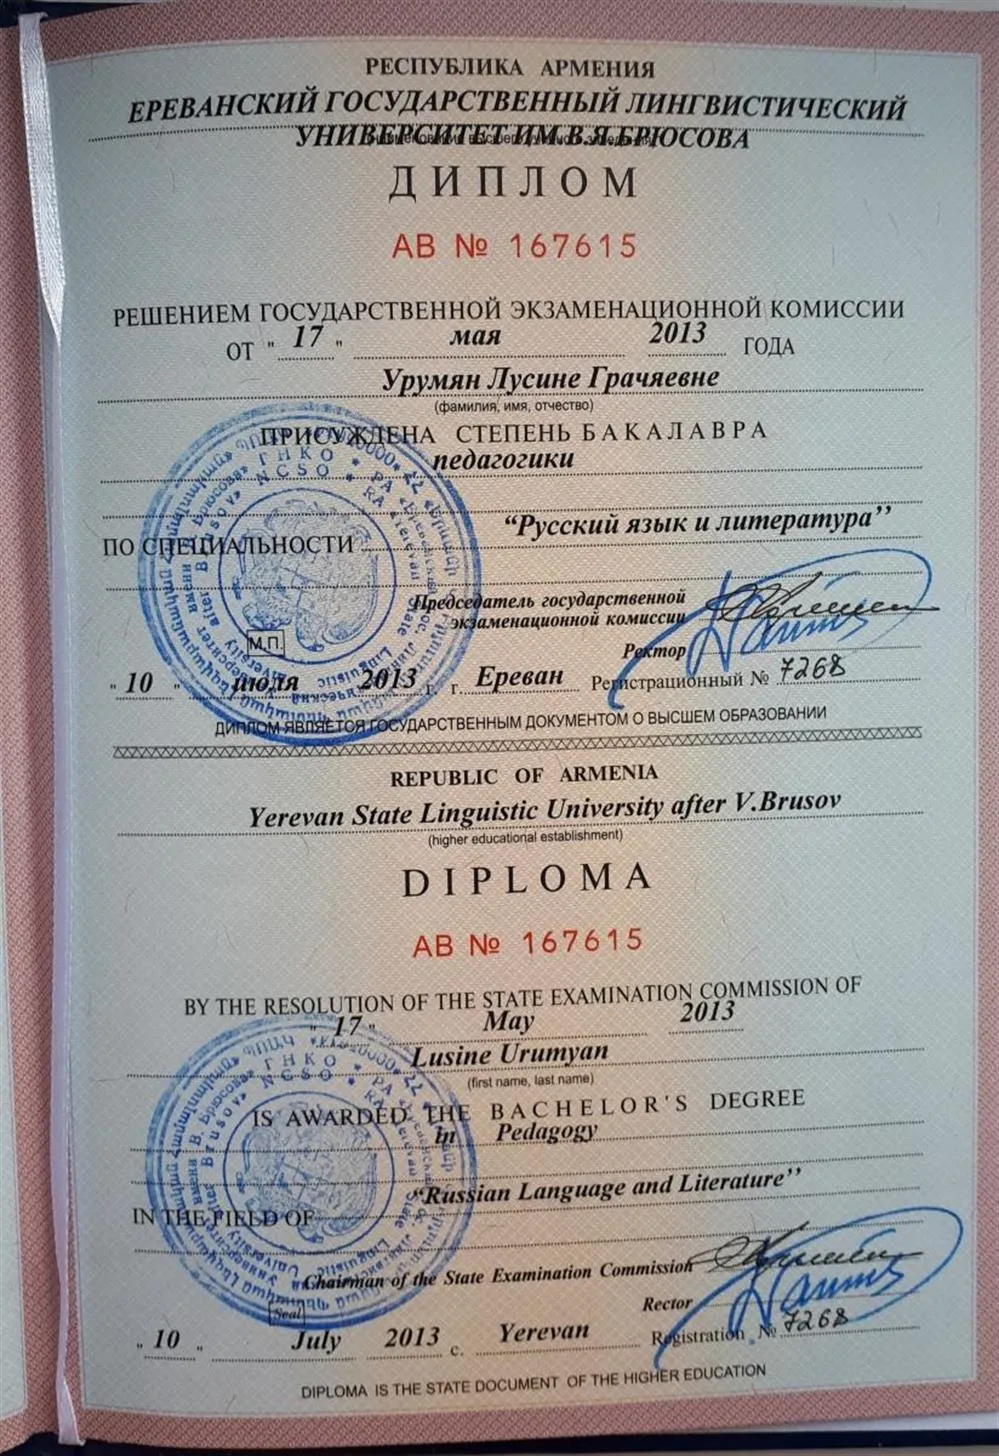 РЕСПУБЛИКА АРМЕНИЯ
ЕРЕВАНСКИЙ ГОСУДАРСТВЕННЫЙ ЛИНГВИСТИЧЕСКИЙ
УНИВЕРСИТЕТ ИМ.В.Я.БРЮСОВА
ДИПЛОМ
АВ № 167615
РЕШЕНИЕМ ГОСУДАРСТВЕННОЙ ЭКЗАМЕНАЦИОННОЙ КОМИССИИ
ОТ " 17 " мая 2013 ГОДА
Урумян Лусине Грачяевне
(фамилия, имя, отчество)
ПРИСУЖДЕНА СТЕПЕНЬ БАКАЛАВРА
педагогики
“Русский язык и литература’’
ПО СПЕЦИАЛЬНОСТИ
Председатель государственной
экзаменационной комиссии
Ректор
М.П.
" 10 " июля 2013 г. г. Ереван Регистрационный № 7268
ДИПЛОМ ЯВЛЯЕТСЯ ГОСУДАРСТВЕННЫМ ДОКУМЕНТОМ О ВЫСШЕМ ОБРАЗОВАНИИ
REPUBLIC OF ARMENIA
Yerevan State Linguistic University after V.Brusov
(higher educational establishment)
DIPLOMA
AB № 167615
BY THE RESOLUTION OF THE STATE EXAMINATION COMMISSION OF
" 17 " May 2013
Lusine Urumyan
(first name, last name)
IS AWARDED THE BACHELOR'S DEGREE
in Pedagogy
“Russian Language and Literature’’
IN THE FIELD OF
Chairman of the State Examination Commission
Rector
Seal
" 10 " July 2013 c. Yerevan Registration № 7268
DIPLOMA IS THE STATE DOCUMENT OF THE HIGHER EDUCATION